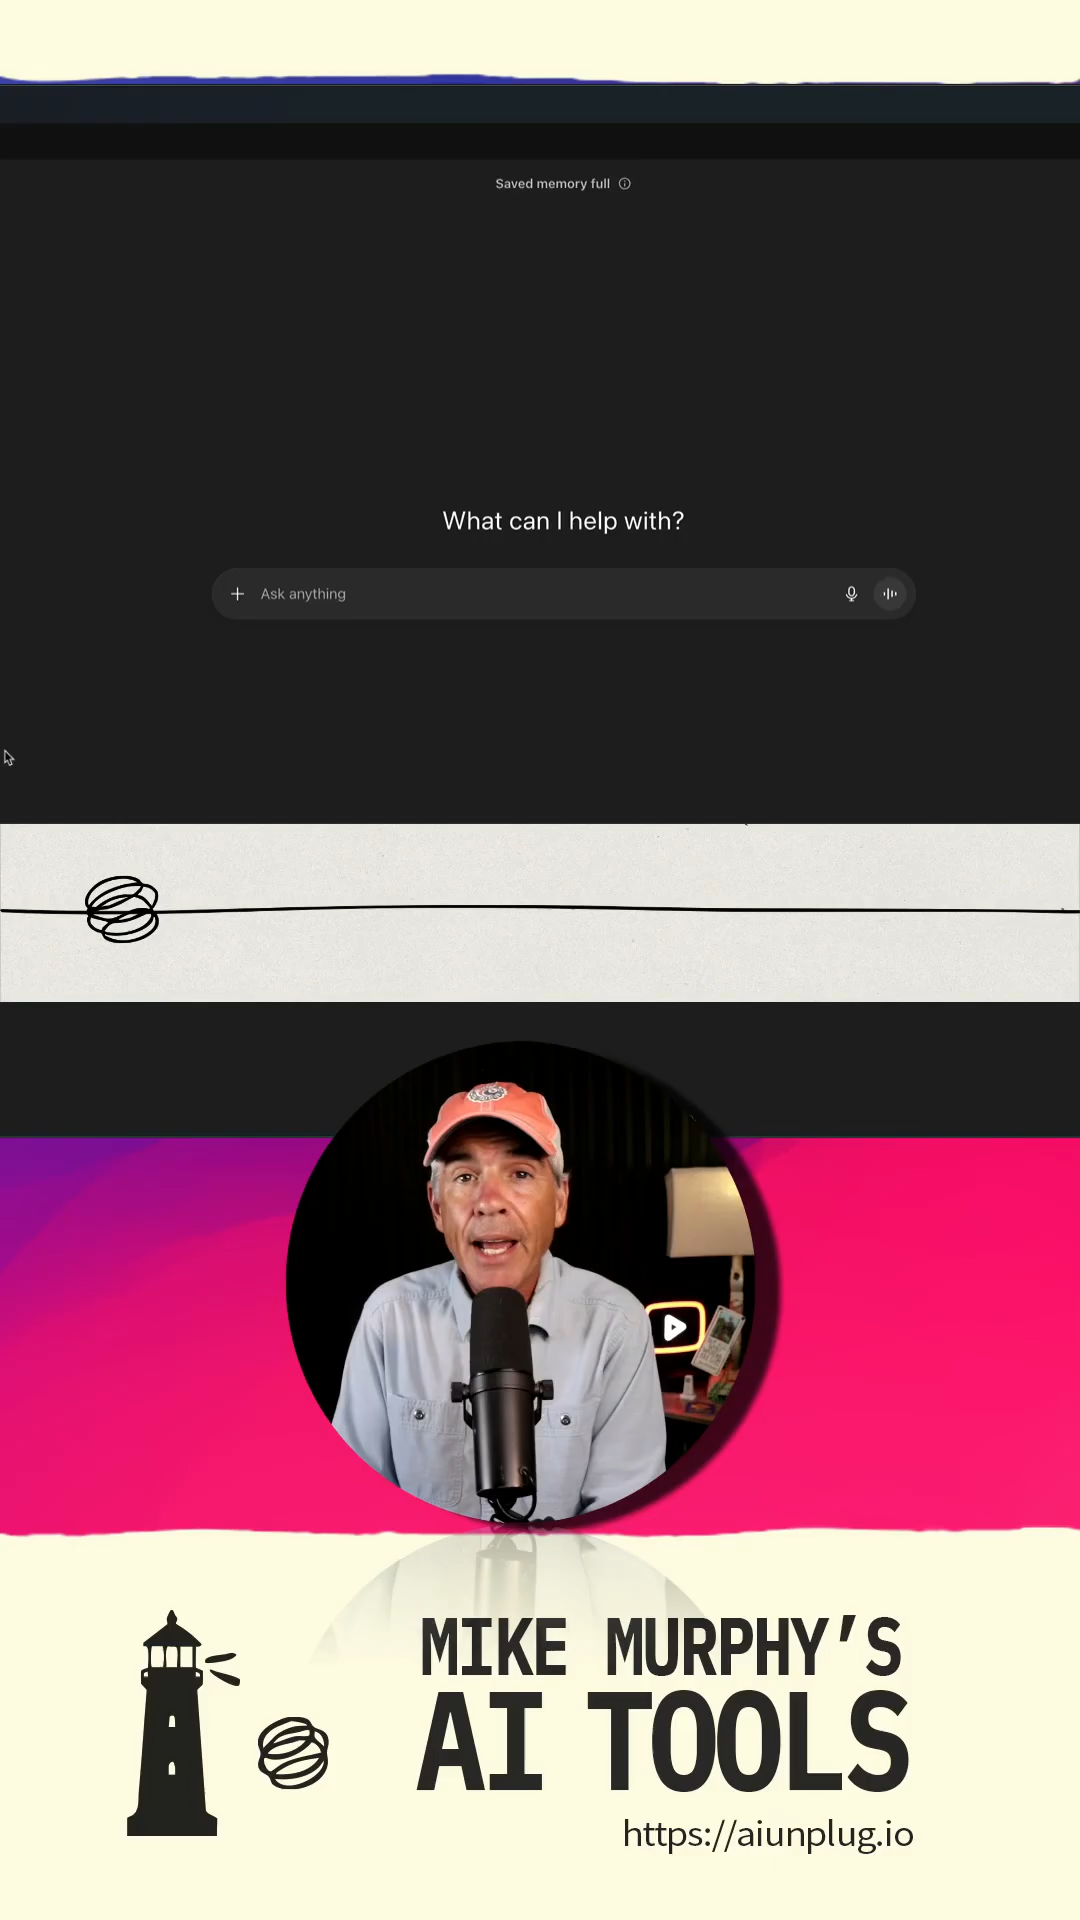 Saved memory full
What can I help with?
Ask anything
MIKE MURPHY’S
AI TOOLS
https://aiunplug.io